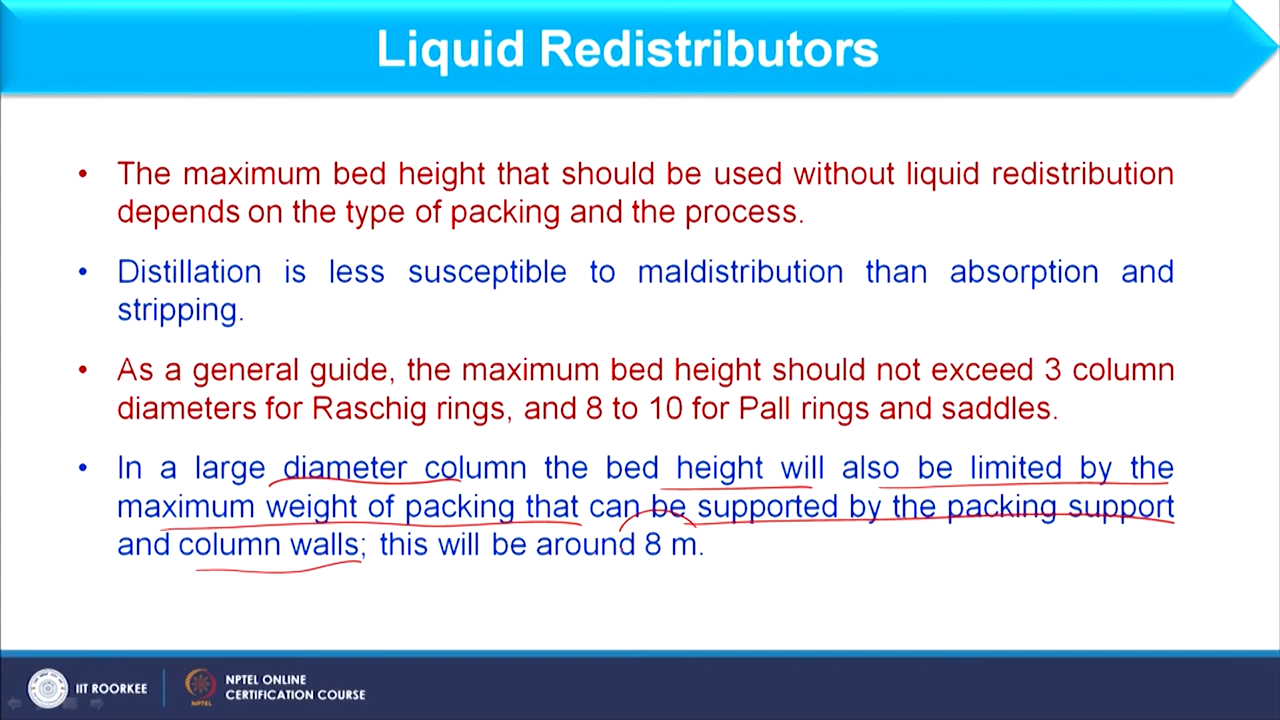 Liquid Redistributors
• The maximum bed height that should be used without liquid redistribution
depends on the type of packing and the process.
• Distillation is less susceptible to maldistribution than absorption and
stripping.
• As a general guide, the maximum bed height should not exceed 3 column
diameters for Raschig rings, and 8 to 10 for Pall rings and saddles.
• In a large diameter column the bed height will also be limited by the
maximum weight of packing that can be supported by the packing support
and column walls; this will be around 8 m.
IIT ROORKEE
NPTEL
NPTEL ONLINE
CERTIFICATION COURSE